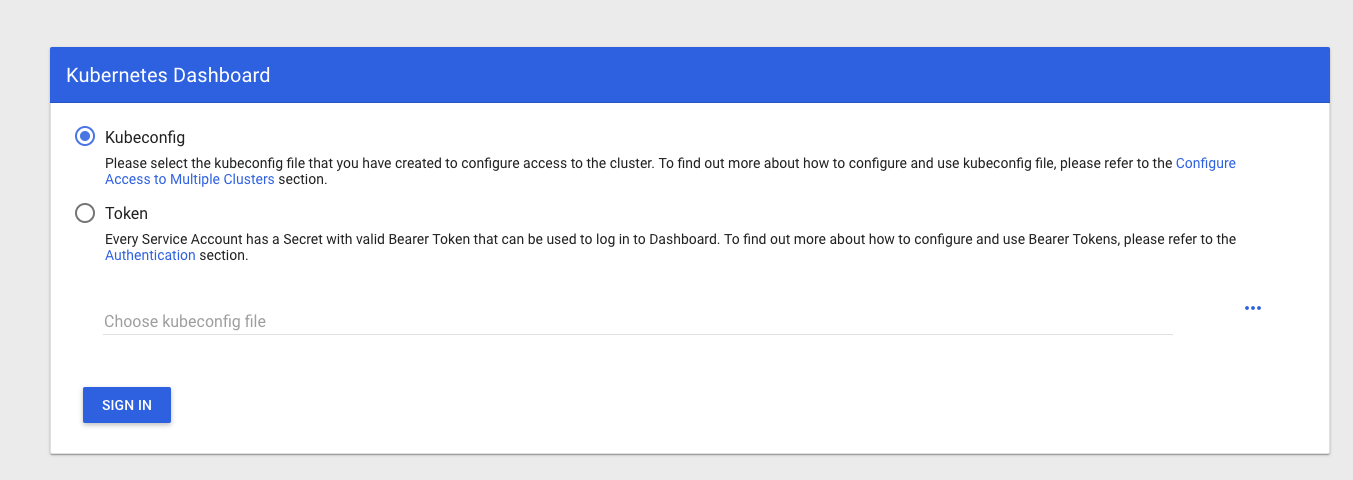 Kubernetes Dashboard
Kubeconfig
Please select the kubeconfig file that you have created to configure access to the cluster. To find out more about how to configure and use kubeconfig file, please refer to the Configure
Access to Multiple Clusters section.
Token
Every Service Account has a Secret with valid Bearer Token that can be used to log in to Dashboard. To find out more about how to configure and use Bearer Tokens, please refer to the
Authentication section.
Choose kubeconfig file
SIGN IN